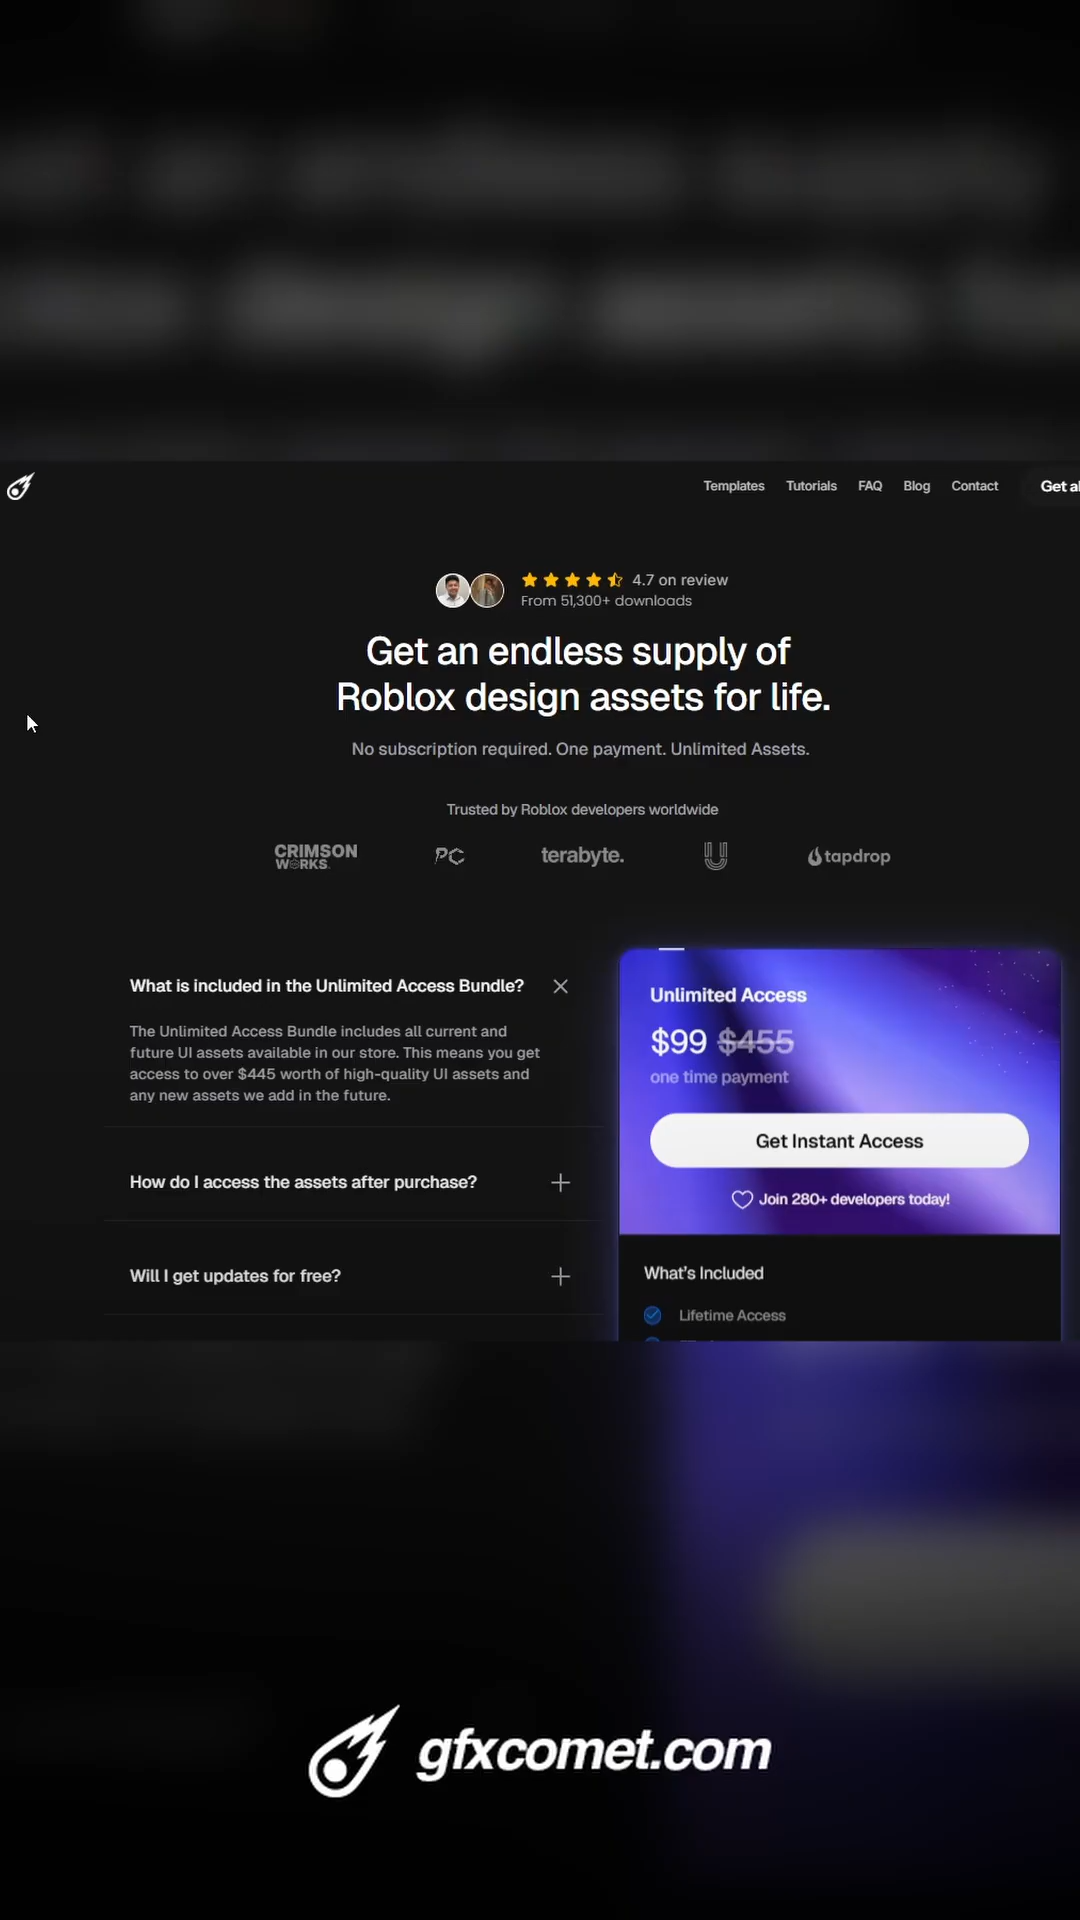 Templates Tutorials FAQ Blog Contact Get al
4.7 on review
From 51,300+ downloads
Get an endless supply of
Roblox design assets for life.
No subscription required. One payment. Unlimited Assets.
Trusted by Roblox developers worldwide
CRIMSON
WORKS.
PC
terabyte.
U
tapdrop
What is included in the Unlimited Access Bundle?
The Unlimited Access Bundle includes all current and
future UI assets available in our store. This means you get
access to over $445 worth of high-quality UI assets and
any new assets we add in the future.
How do I access the assets after purchase?
Will I get updates for free?
Unlimited Access
$99 $455
one time payment
Get Instant Access
Join 280+ developers today!
What's Included
Lifetime Access
gfxcomet.com